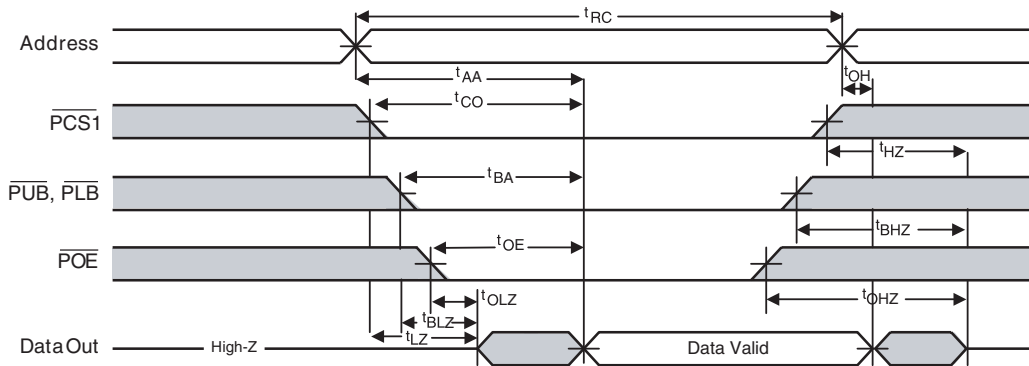 tRC
Address
tAA
tOH
tCO
PCS1
tHZ
tBA
PUB, PLB
tBHZ
tOE
POE
tOLZ
tOHZ
tBLZ
tLZ
Data Out
High-Z
Data Valid